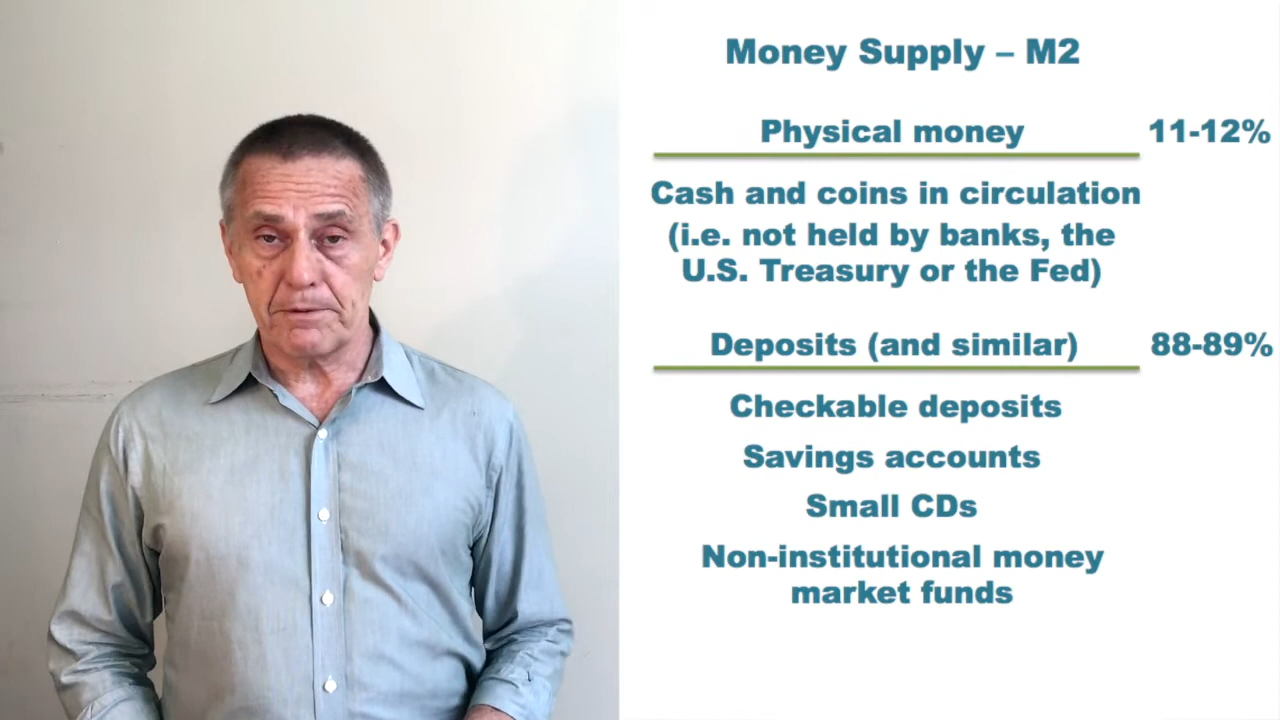 Money Supply – M2
Physical money 11-12%
Cash and coins in circulation
(i.e. not held by banks, the
U.S. Treasury or the Fed)
Deposits (and similar) 88-89%
Checkable deposits
Savings accounts
Small CDs
Non-institutional money
market funds